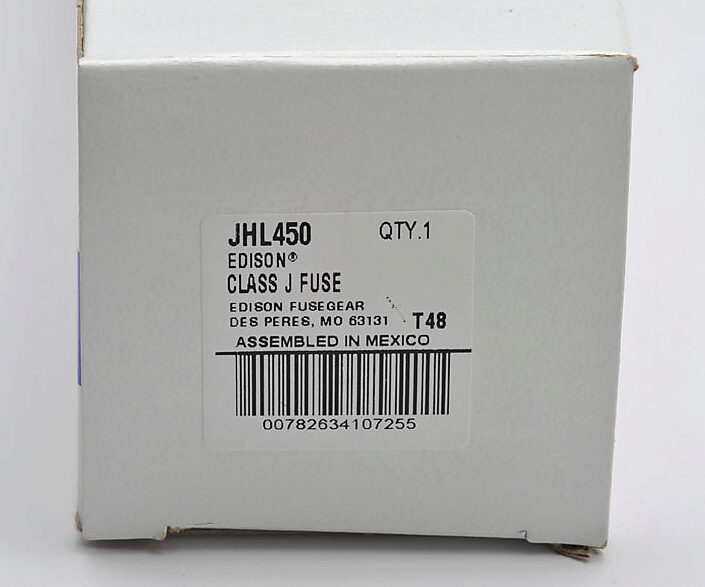 JHL450 QTY.1
EDISON®
CLASS J FUSE
EDISON FUSEGEAR
DES PERES, MO 63131 T48
ASSEMBLED IN MEXICO
00782634107255